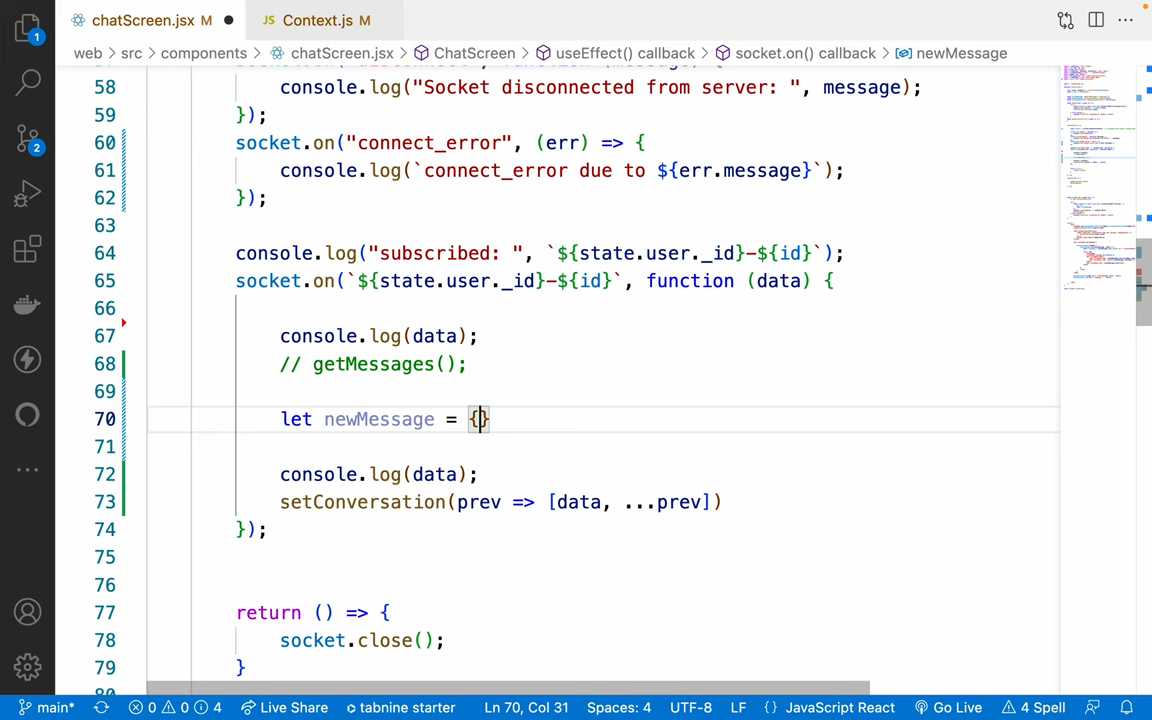 chatScreen.jsx M
JS Context.js M
web > src > components > chatScreen.jsx > ChatScreen > useEffect() callback > socket.on() callback > newMessage
58 console.log("Socket disconnected from server: ", message);
59 });
60 socket.on("connect_error", (err) => {
61 console.log(`connect_error due to ${err.message}`);
62 });
63
64 console.log("subscribed: ", `${state.user._id}-${id}`);
65 socket.on(`${state.user._id}-${id}`, function (data) {
66
67 console.log(data);
68 // getMessages();
69
70 let newMessage = {}
71
72 console.log(data);
73 setConversation(prev => [data, ...prev])
74 });
75
76
77 return () => {
78 socket.close();
79 }
1
2
main* 0 0 4 Live Share tabnine starter Ln 70, Col 31 Spaces: 4 UTF-8 LF {} JavaScript React Go Live 4 Spell